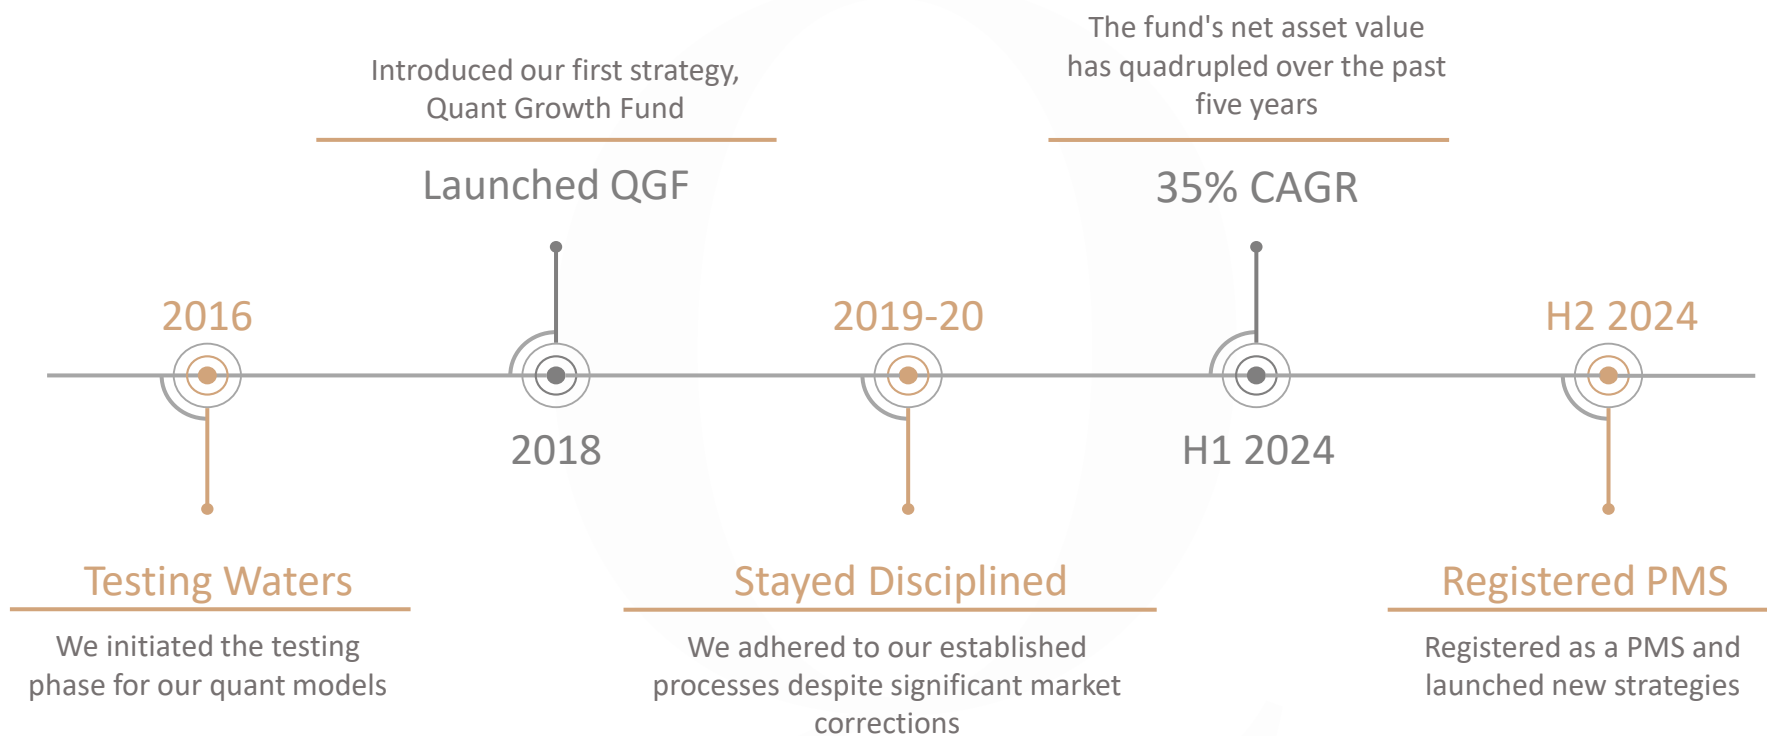 2016
Testing Waters
We initiated the testing
phase for our quant models
Introduced our first strategy,
Quant Growth Fund
Launched QGF
2018
2019-20
Stayed Disciplined
We adhered to our established
processes despite significant market
corrections
The fund's net asset value
has quadrupled over the past
five years
35% CAGR
H1 2024
H2 2024
Registered PMS
Registered as a PMS and
launched new strategies